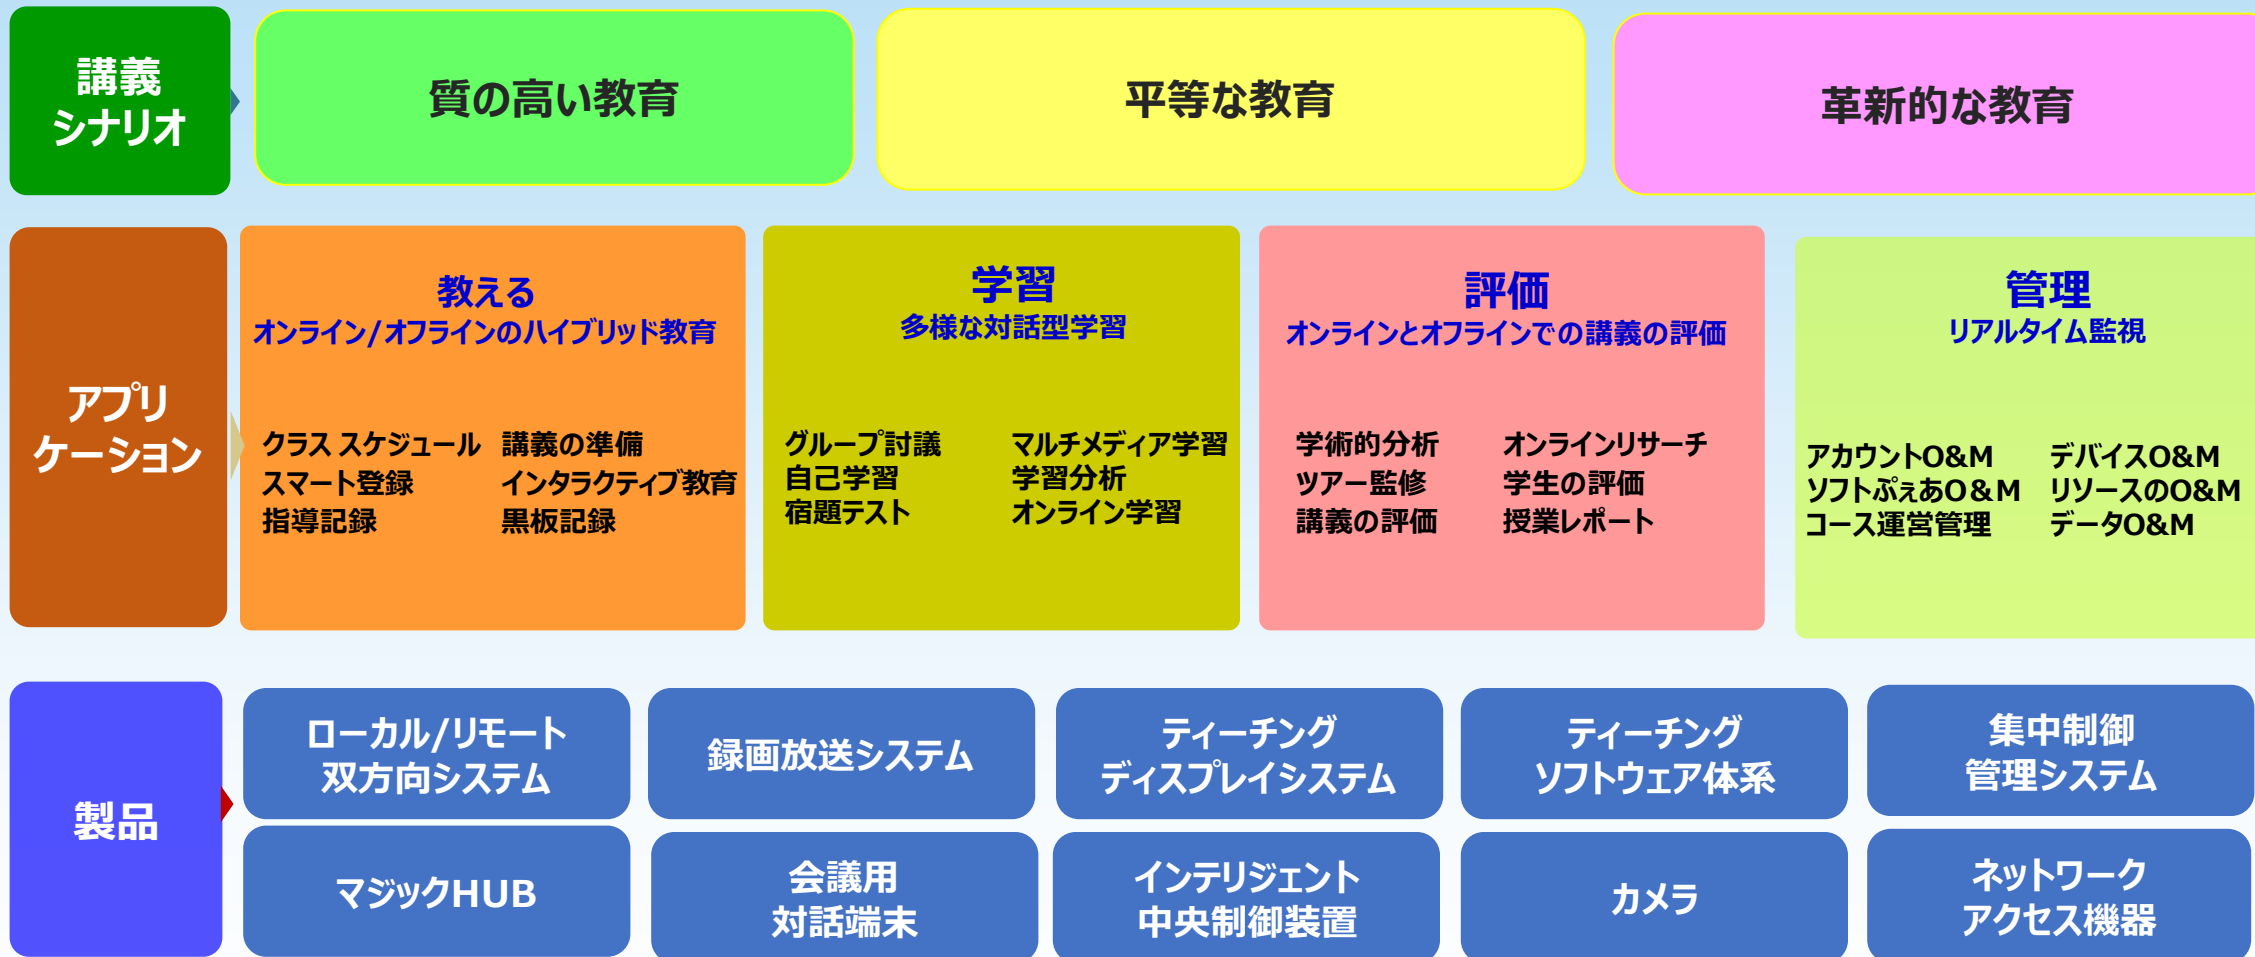 講義
シナリオ
質の高い教育
平等な教育
革新的な教育
アプリ
ケーション
教える
オンライン/オフラインのハイブリッド教育
クラス スケジュール 講義の準備
スマート登録 インタラクティブ教育
指導記録 黒板記録
学習
多様な対話型学習
グループ討議 マルチメディア学習
自己学習 学習分析
宿題テスト オンライン学習
評価
オンラインとオフラインでの講義の評価
学術的分析 オンラインリサーチ
ツアー監修 学生の評価
講義の評価 授業レポート
管理
リアルタイム監視
アカウントO&M デバイスO&M
ソフトぷぇあO&M リソースのO&M
コース運営管理 データO&M
製品
ローカル/リモート
双方向システム
録画放送システム
ティーチング
ディスプレイシステム
ティーチング
ソフトウェア体系
集中制御
管理システム
マジックHUB
会議用
対話端末
インテリジェント
中央制御装置
カメラ
ネットワーク
アクセス機器